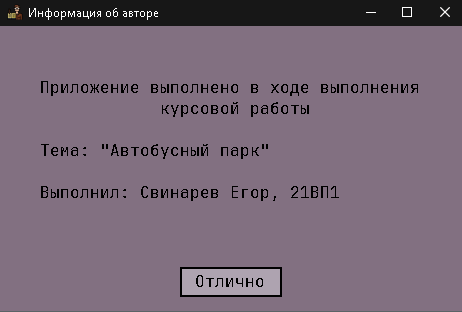 Информация об авторе
Приложение выполнено в ходе выполнения
курсовой работы
Тема: "Автобусный парк"
Выполнил: Свинарев Егор, 21ВП1
Отлично